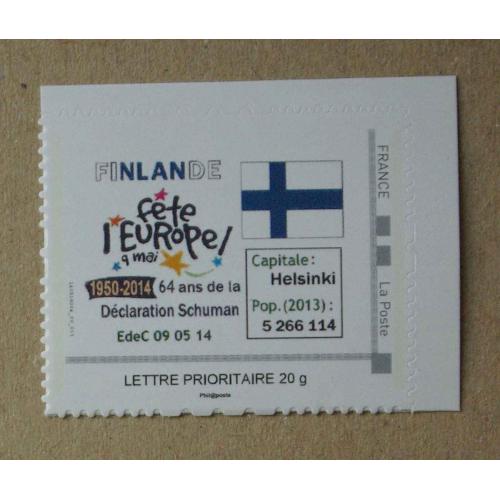 FINLANDE
fête
l'EUROPE!
9 mai
1950-2014 64 ans de la
Déclaration Schuman
EdeC 09 05 14
Capitale :
Helsinki
Pop. (2013) :
5 266 114
FRANCE
La Poste
LETTRE PRIORITAIRE 20 g
Phil@poste